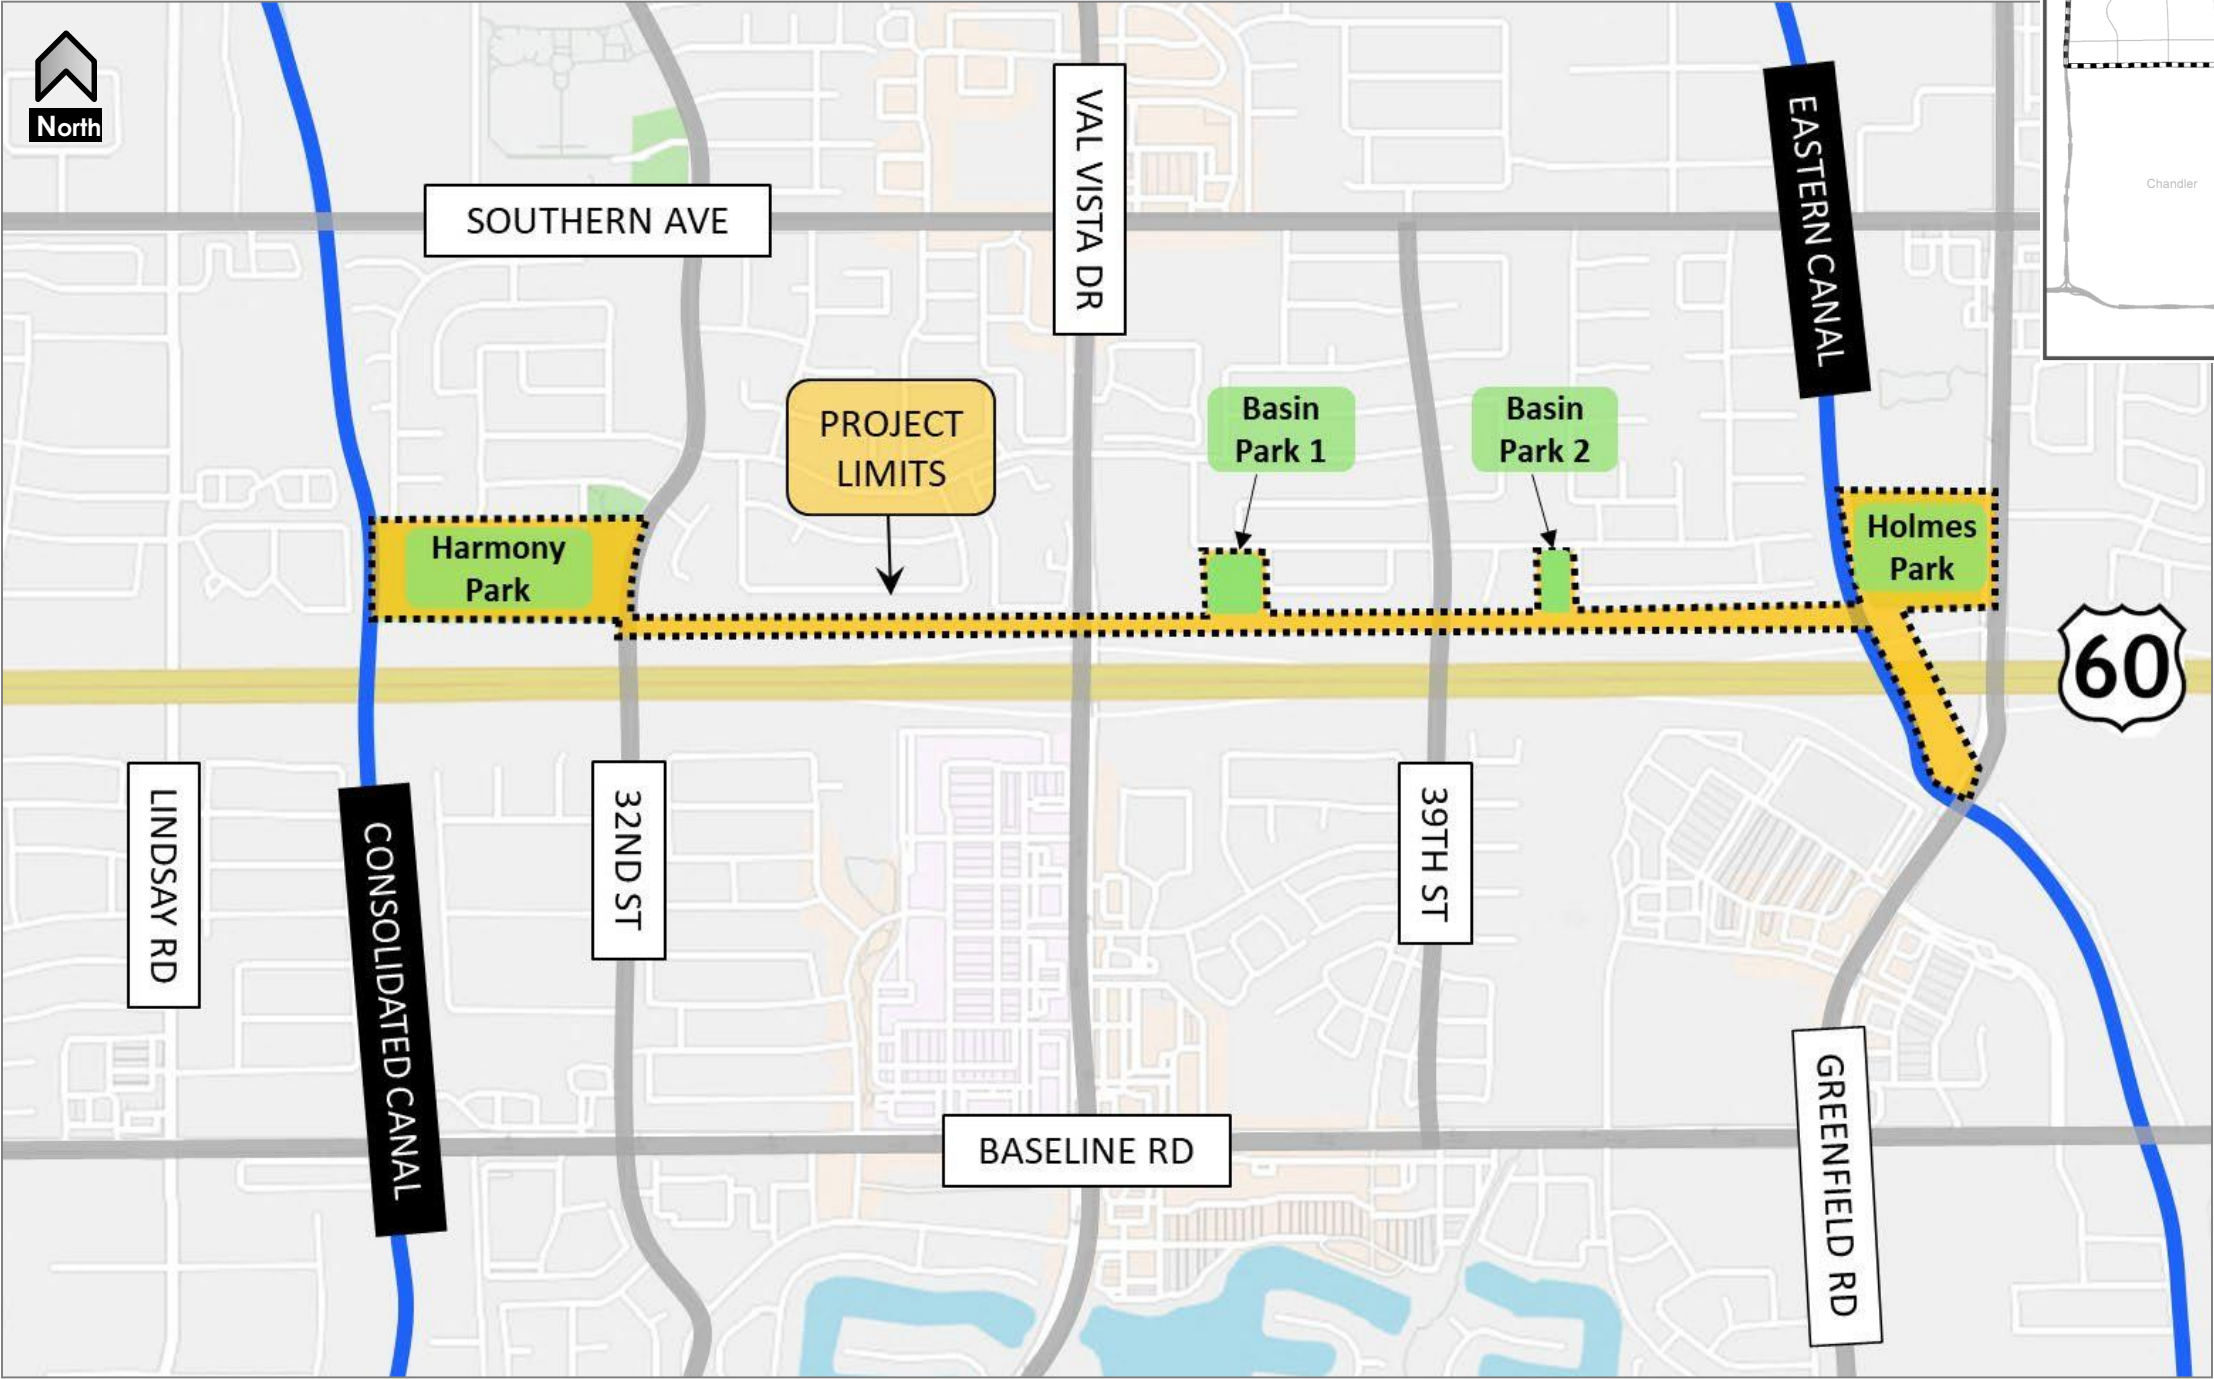 North
SOUTHERN AVE
VAL VISTA DR
EASTERN CANAL
Chandler
PROJECT
LIMITS
Basin
Park 1
Basin
Park 2
Harmony
Park
Holmes
Park
60
LINDSAY RD
CONSOLIDATED CANAL
32ND ST
39TH ST
BASELINE RD
GREENFIELD RD